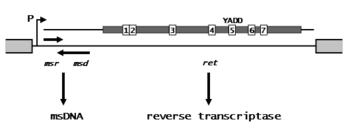 YADD
P
1 2 3 4 5 6 7
msr msd ret
msDNA reverse transcriptase